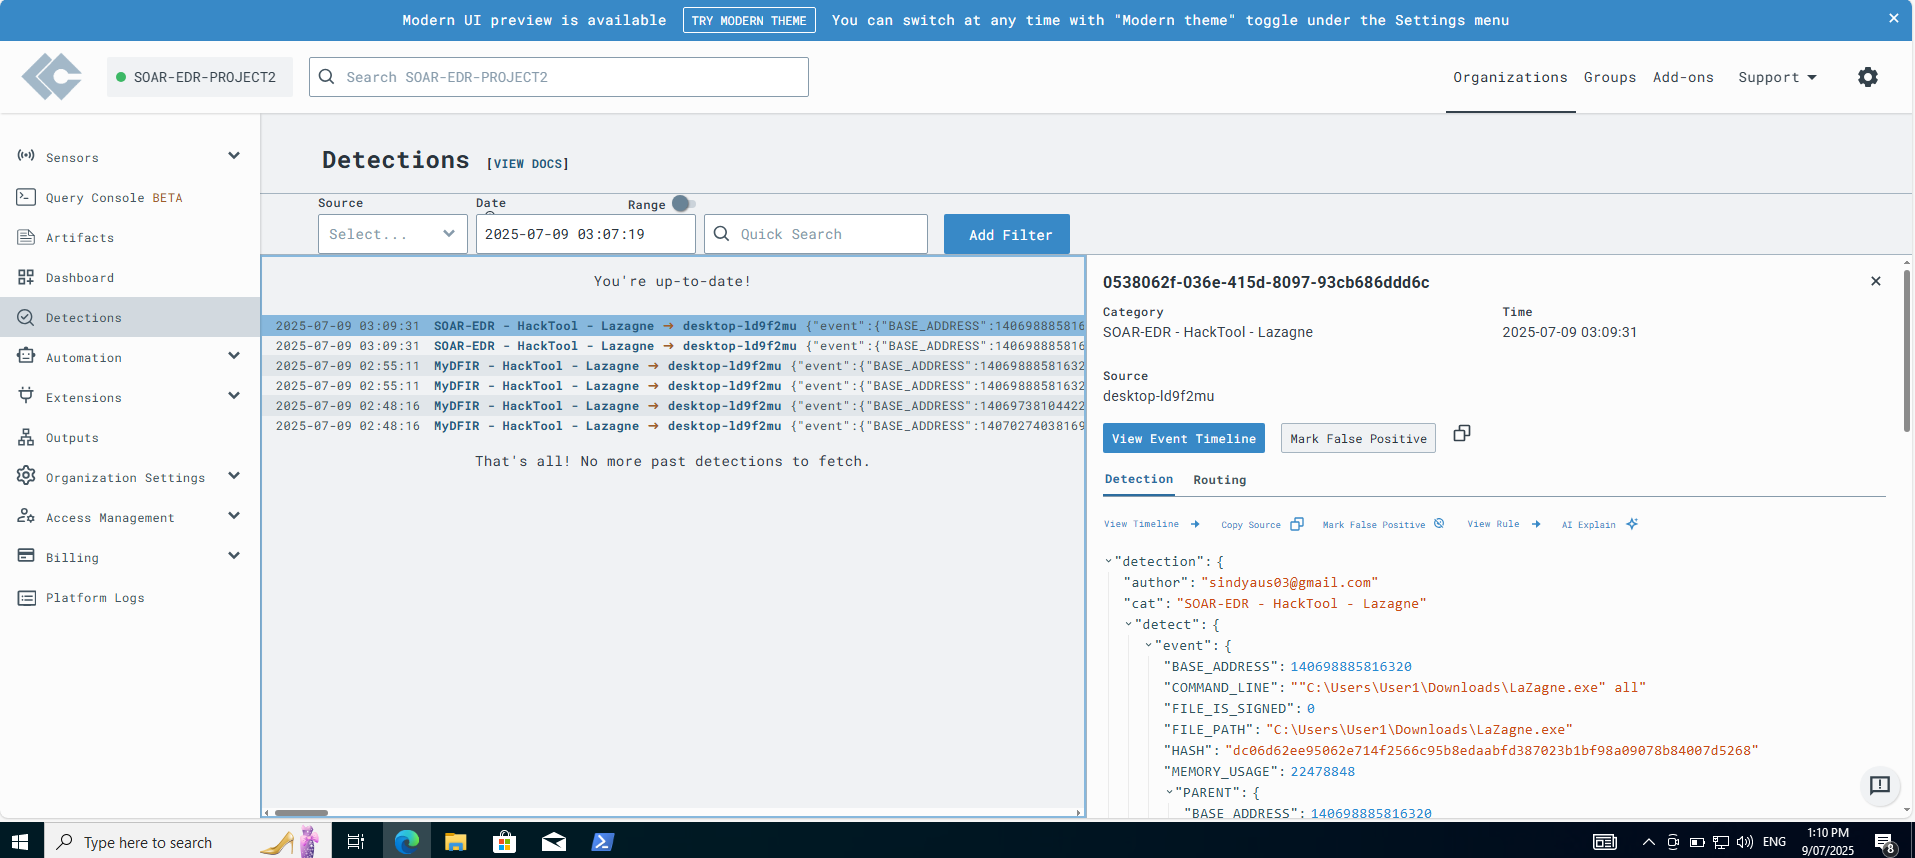 Modern UI preview is available TRY MODERN THEME You can switch at any time with "Modern theme" toggle under the Settings menu
SOAR-EDR-PROJECT2
Search SOAR-EDR-PROJECT2
Organizations Groups Add-ons Support
Sensors
Query Console BETA
Artifacts
Dashboard
Detections
Automation
Extensions
Outputs
Organization Settings
Access Management
Billing
Platform Logs
Detections [VIEW DOCS]
Source Date Range
Select... 2025-07-09 03:07:19 Quick Search Add Filter
You're up-to-date!
2025-07-09 03:09:31 SOAR-EDR - HackTool - Lazagne → desktop-ld9f2mu {"event":{"BASE_ADDRESS":140698885816
2025-07-09 03:09:31 SOAR-EDR - HackTool - Lazagne → desktop-ld9f2mu {"event":{"BASE_ADDRESS":140698885816
2025-07-09 02:55:11 MyDFIR - HackTool - Lazagne → desktop-ld9f2mu {"event":{"BASE_ADDRESS":14069888581632
2025-07-09 02:55:11 MyDFIR - HackTool - Lazagne → desktop-ld9f2mu {"event":{"BASE_ADDRESS":14069888581632
2025-07-09 02:48:16 MyDFIR - HackTool - Lazagne → desktop-ld9f2mu {"event":{"BASE_ADDRESS":14069738104422
2025-07-09 02:48:16 MyDFIR - HackTool - Lazagne → desktop-ld9f2mu {"event":{"BASE_ADDRESS":14070274038169
That's all! No more past detections to fetch.
0538062f-036e-415d-8097-93cb686ddd6c
Category Time
SOAR-EDR - HackTool - Lazagne 2025-07-09 03:09:31
Source
desktop-ld9f2mu
View Event Timeline Mark False Positive
Detection Routing
View Timeline Copy Source Mark False Positive View Rule AI Explain
"detection": {
"author": "sindyaus03@gmail.com"
"cat": "SOAR-EDR - HackTool - Lazagne"
"detect": {
"event": {
"BASE_ADDRESS": 140698885816320
"COMMAND_LINE": ""C:\Users\User1\Downloads\LaZagne.exe" all"
"FILE_IS_SIGNED": 0
"FILE_PATH": "C:\Users\User1\Downloads\LaZagne.exe"
"HASH": "dc06d62ee95062e714f2566c95b8edaabfd387023b1bf98a09078b84007d5268"
"MEMORY_USAGE": 22478848
"PARENT": {
"BASE_ADDRESS": 140698885816320
Type here to search
ENG
1:10 PM
9/07/2025
8